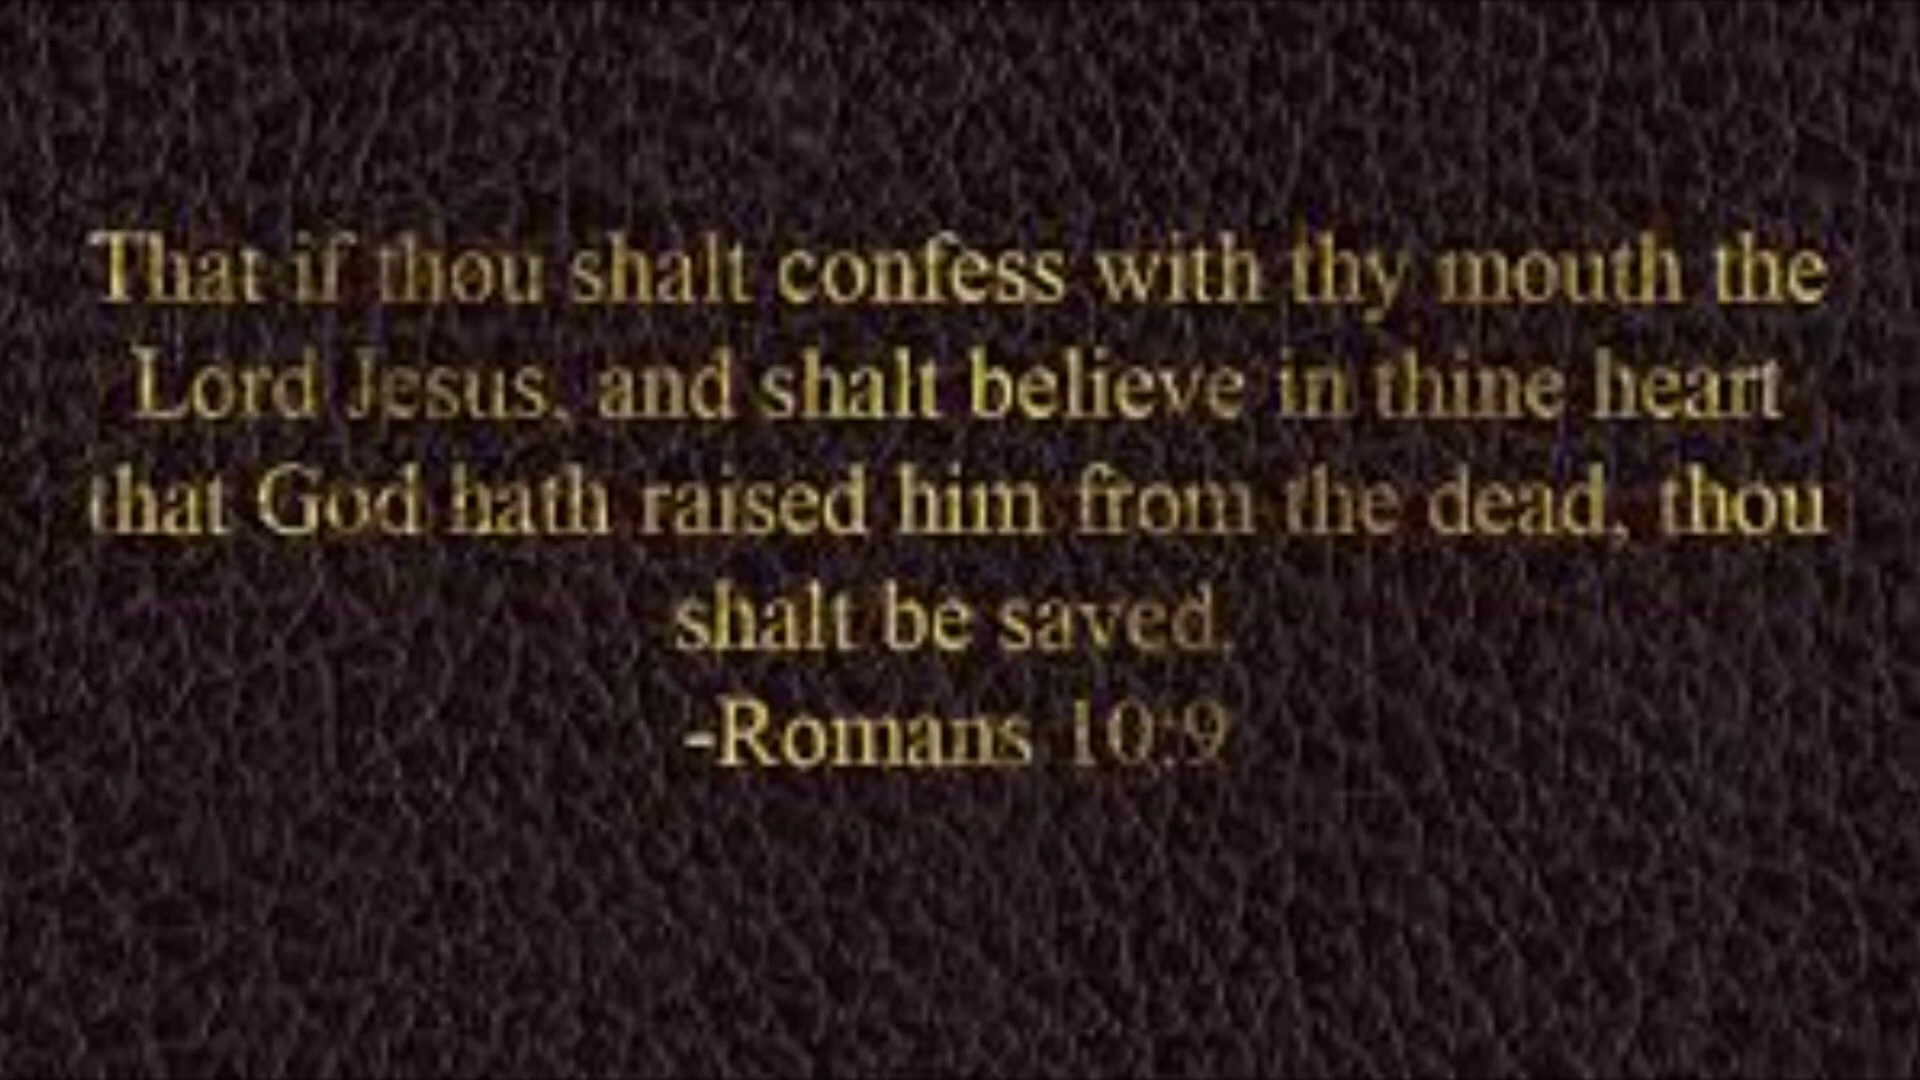 That if thou shalt confess with thy mouth the
Lord Jesus, and shalt believe in thine heart
that God hath raised him from the dead, thou
shalt be saved.
-Romans 10:9